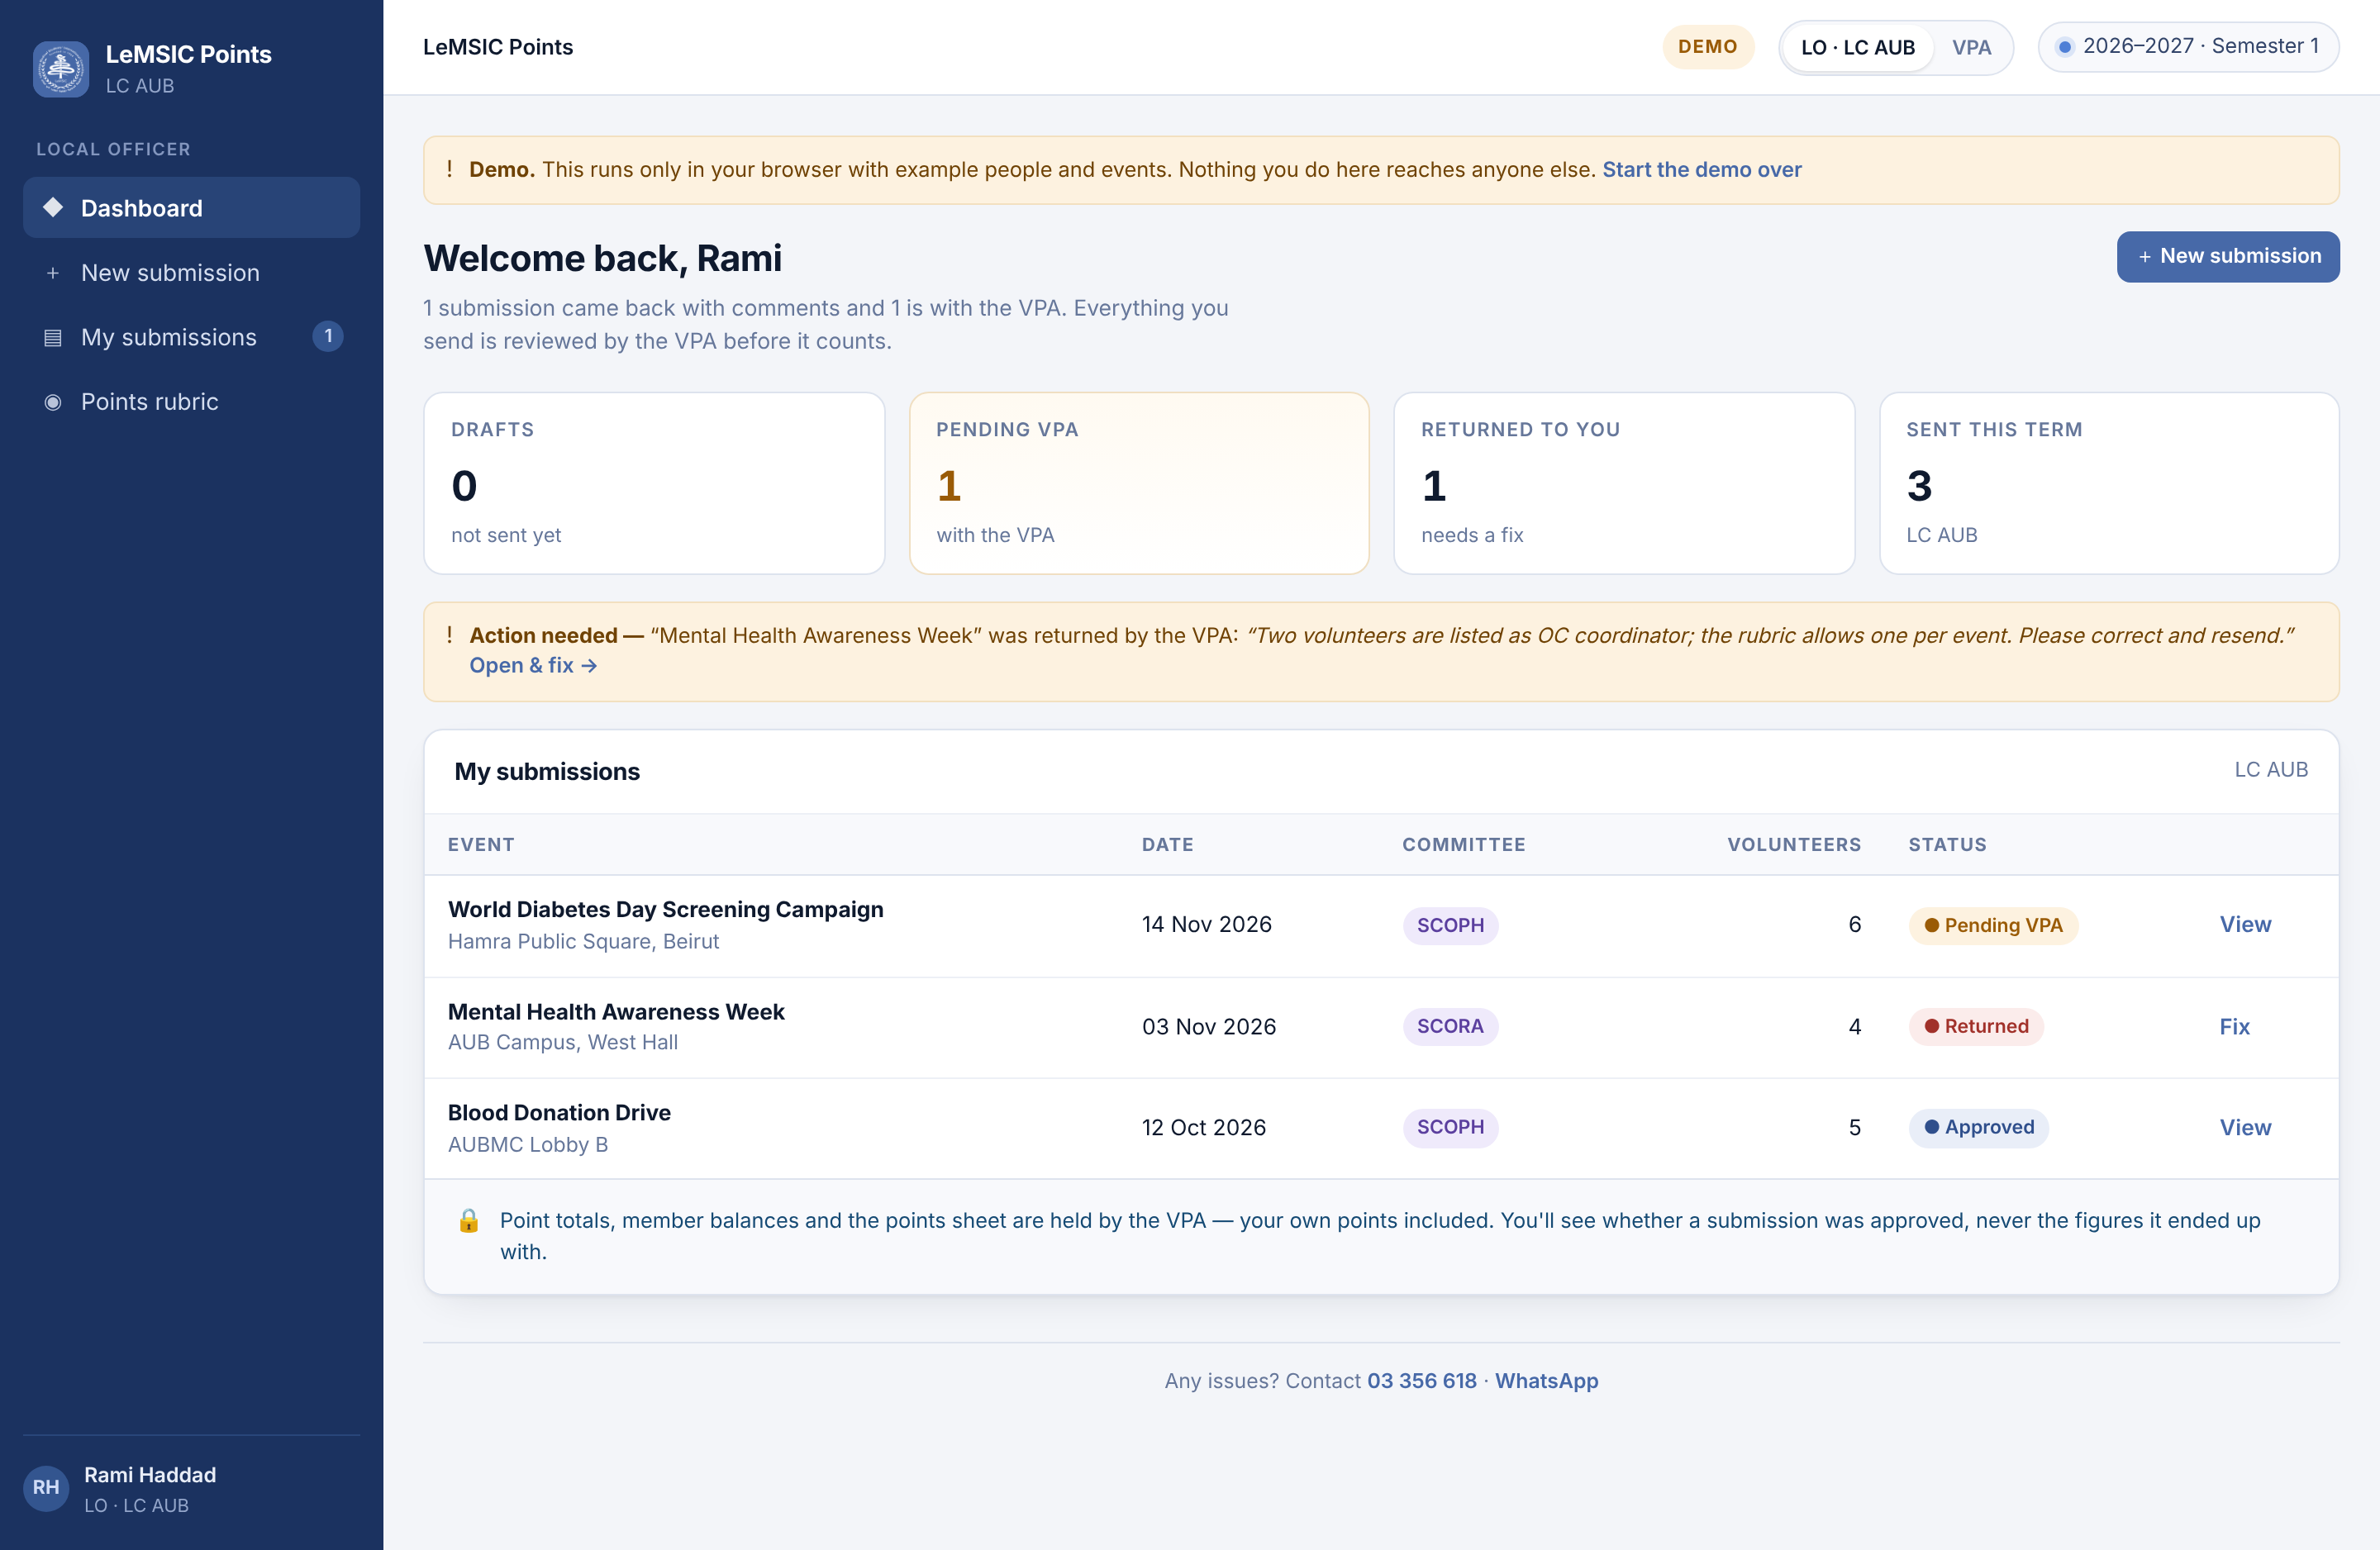 LeMSIC Points
LC AUB
LOCAL OFFICER
Dashboard
+ New submission
My submissions 1
Points rubric
RH
Rami Haddad
LO · LC AUB
LeMSIC Points
DEMO
LO · LC AUB
VPA
2026–2027 · Semester 1
! Demo. This runs only in your browser with example people and events. Nothing you do here reaches anyone else. Start the demo over
Welcome back, Rami
+ New submission
1 submission came back with comments and 1 is with the VPA. Everything you
send is reviewed by the VPA before it counts.
DRAFTS
0
not sent yet
PENDING VPA
1
with the VPA
RETURNED TO YOU
1
needs a fix
SENT THIS TERM
3
LC AUB
! Action needed — “Mental Health Awareness Week” was returned by the VPA: “Two volunteers are listed as OC coordinator; the rubric allows one per event. Please correct and resend.”
Open & fix →
My submissions
LC AUB
EVENT DATE COMMITTEE VOLUNTEERS STATUS
World Diabetes Day Screening Campaign
Hamra Public Square, Beirut
14 Nov 2026 SCOPH 6 Pending VPA View
Mental Health Awareness Week
AUB Campus, West Hall
03 Nov 2026 SCORA 4 Returned Fix
Blood Donation Drive
AUBMC Lobby B
12 Oct 2026 SCOPH 5 Approved View
🔒 Point totals, member balances and the points sheet are held by the VPA — your own points included. You'll see whether a submission was approved, never the figures it ended up
with.
Any issues? Contact 03 356 618 · WhatsApp